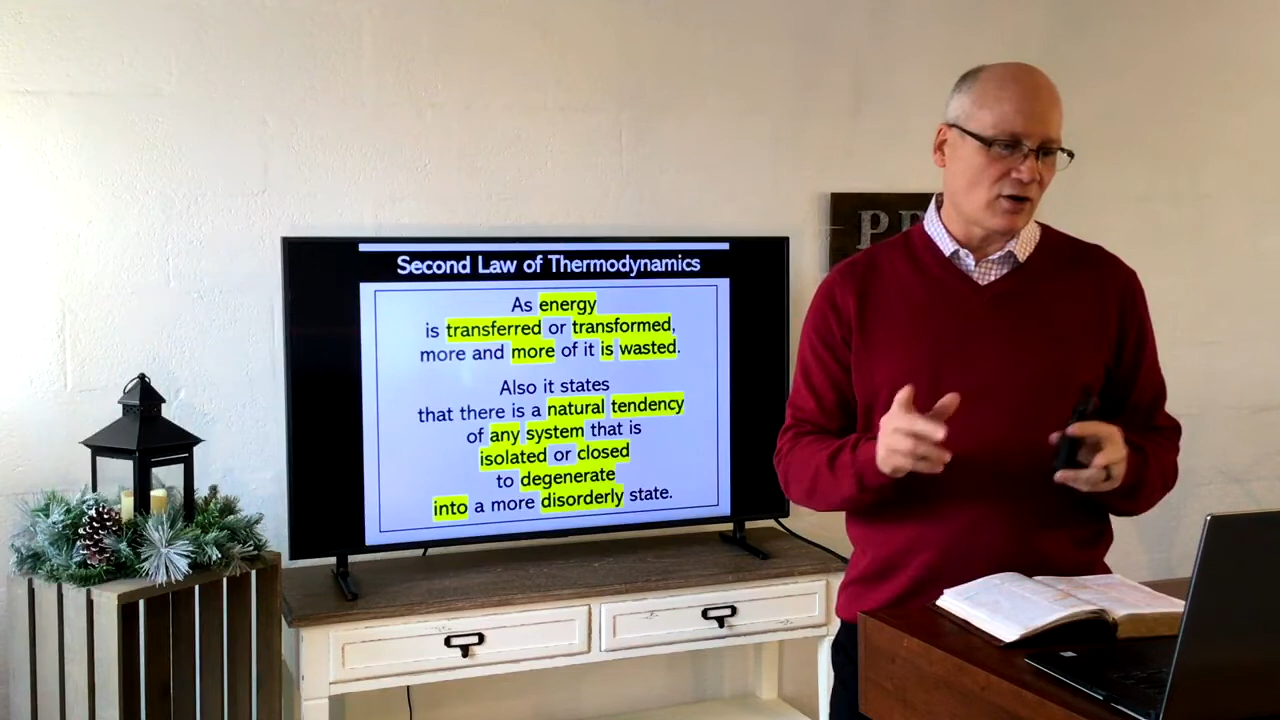 Second Law of Thermodynamics
As energy
is transferred or transformed,
more and more of it is wasted.
Also it states
that there is a natural tendency
of any system that is
isolated or closed
to degenerate
into a more disorderly state.